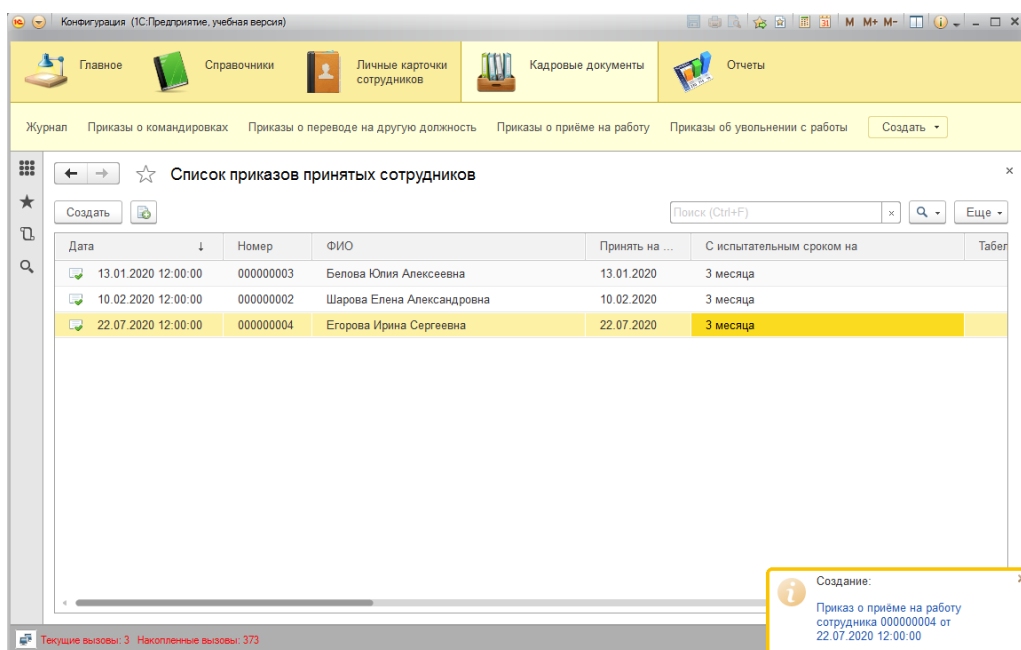 Конфигурация (1С:Предприятие, учебная версия)
M M+ M-
Главное
Справочники
Личные карточки
сотрудников
Кадровые документы
Отчеты
Журнал Приказы о командировках Приказы о переводе на другую должность Приказы о приёме на работу Приказы об увольнении с работы Создать
Список приказов принятых сотрудников
Создать
Поиск (Ctrl+F)
Еще
Дата ↓ Номер ФИО Принять на ... С испытательным сроком на Табел
13.01.2020 12:00:00 000000003 Белова Юлия Алексеевна 13.01.2020 3 месяца
10.02.2020 12:00:00 000000002 Шарова Елена Александровна 10.02.2020 3 месяца
22.07.2020 12:00:00 000000004 Егорова Ирина Сергеевна 22.07.2020 3 месяца
Создание:
Приказ о приёме на работу
сотрудника 000000004 от
22.07.2020 12:00:00
Текущие вызовы: 3 Накопленные вызовы: 373